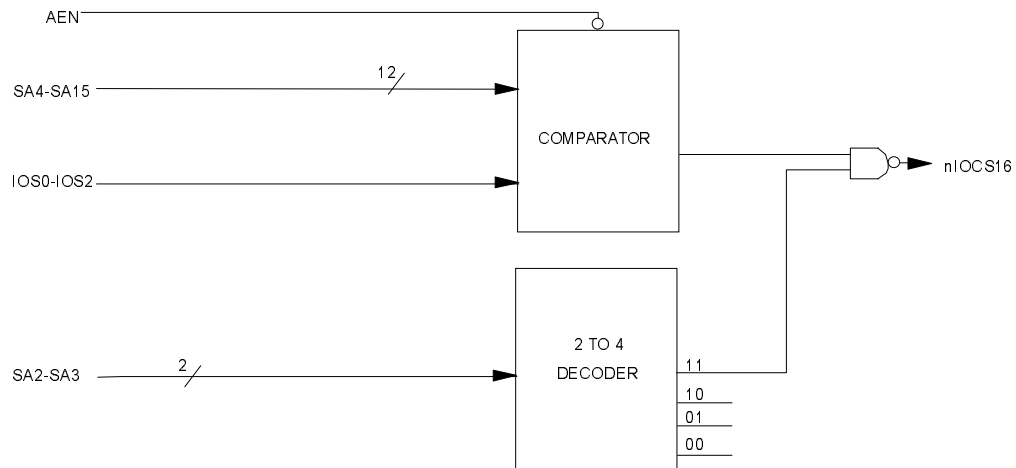 AEN
12
SA4-SA15
COMPARATOR
IOS0-IOS2
nIOCS16
2 TO 4
DECODER
2
SA2-SA3
11
10
01
00